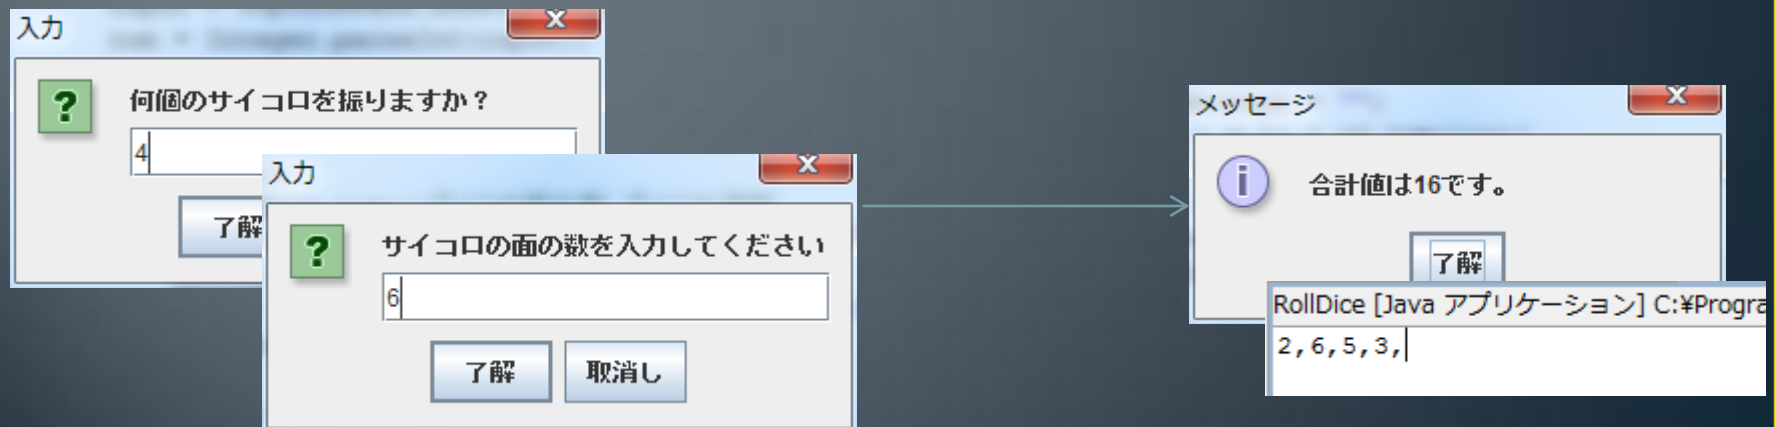 入力
?
何個のサイコロを振りますか？
4
了解
入力
?
サイコロの面の数を入力してください
6
了解 取消し
メッセージ
i
合計値は16です。
了解
RollDice [Java アプリケーション] C:¥Progra
2,6,5,3,